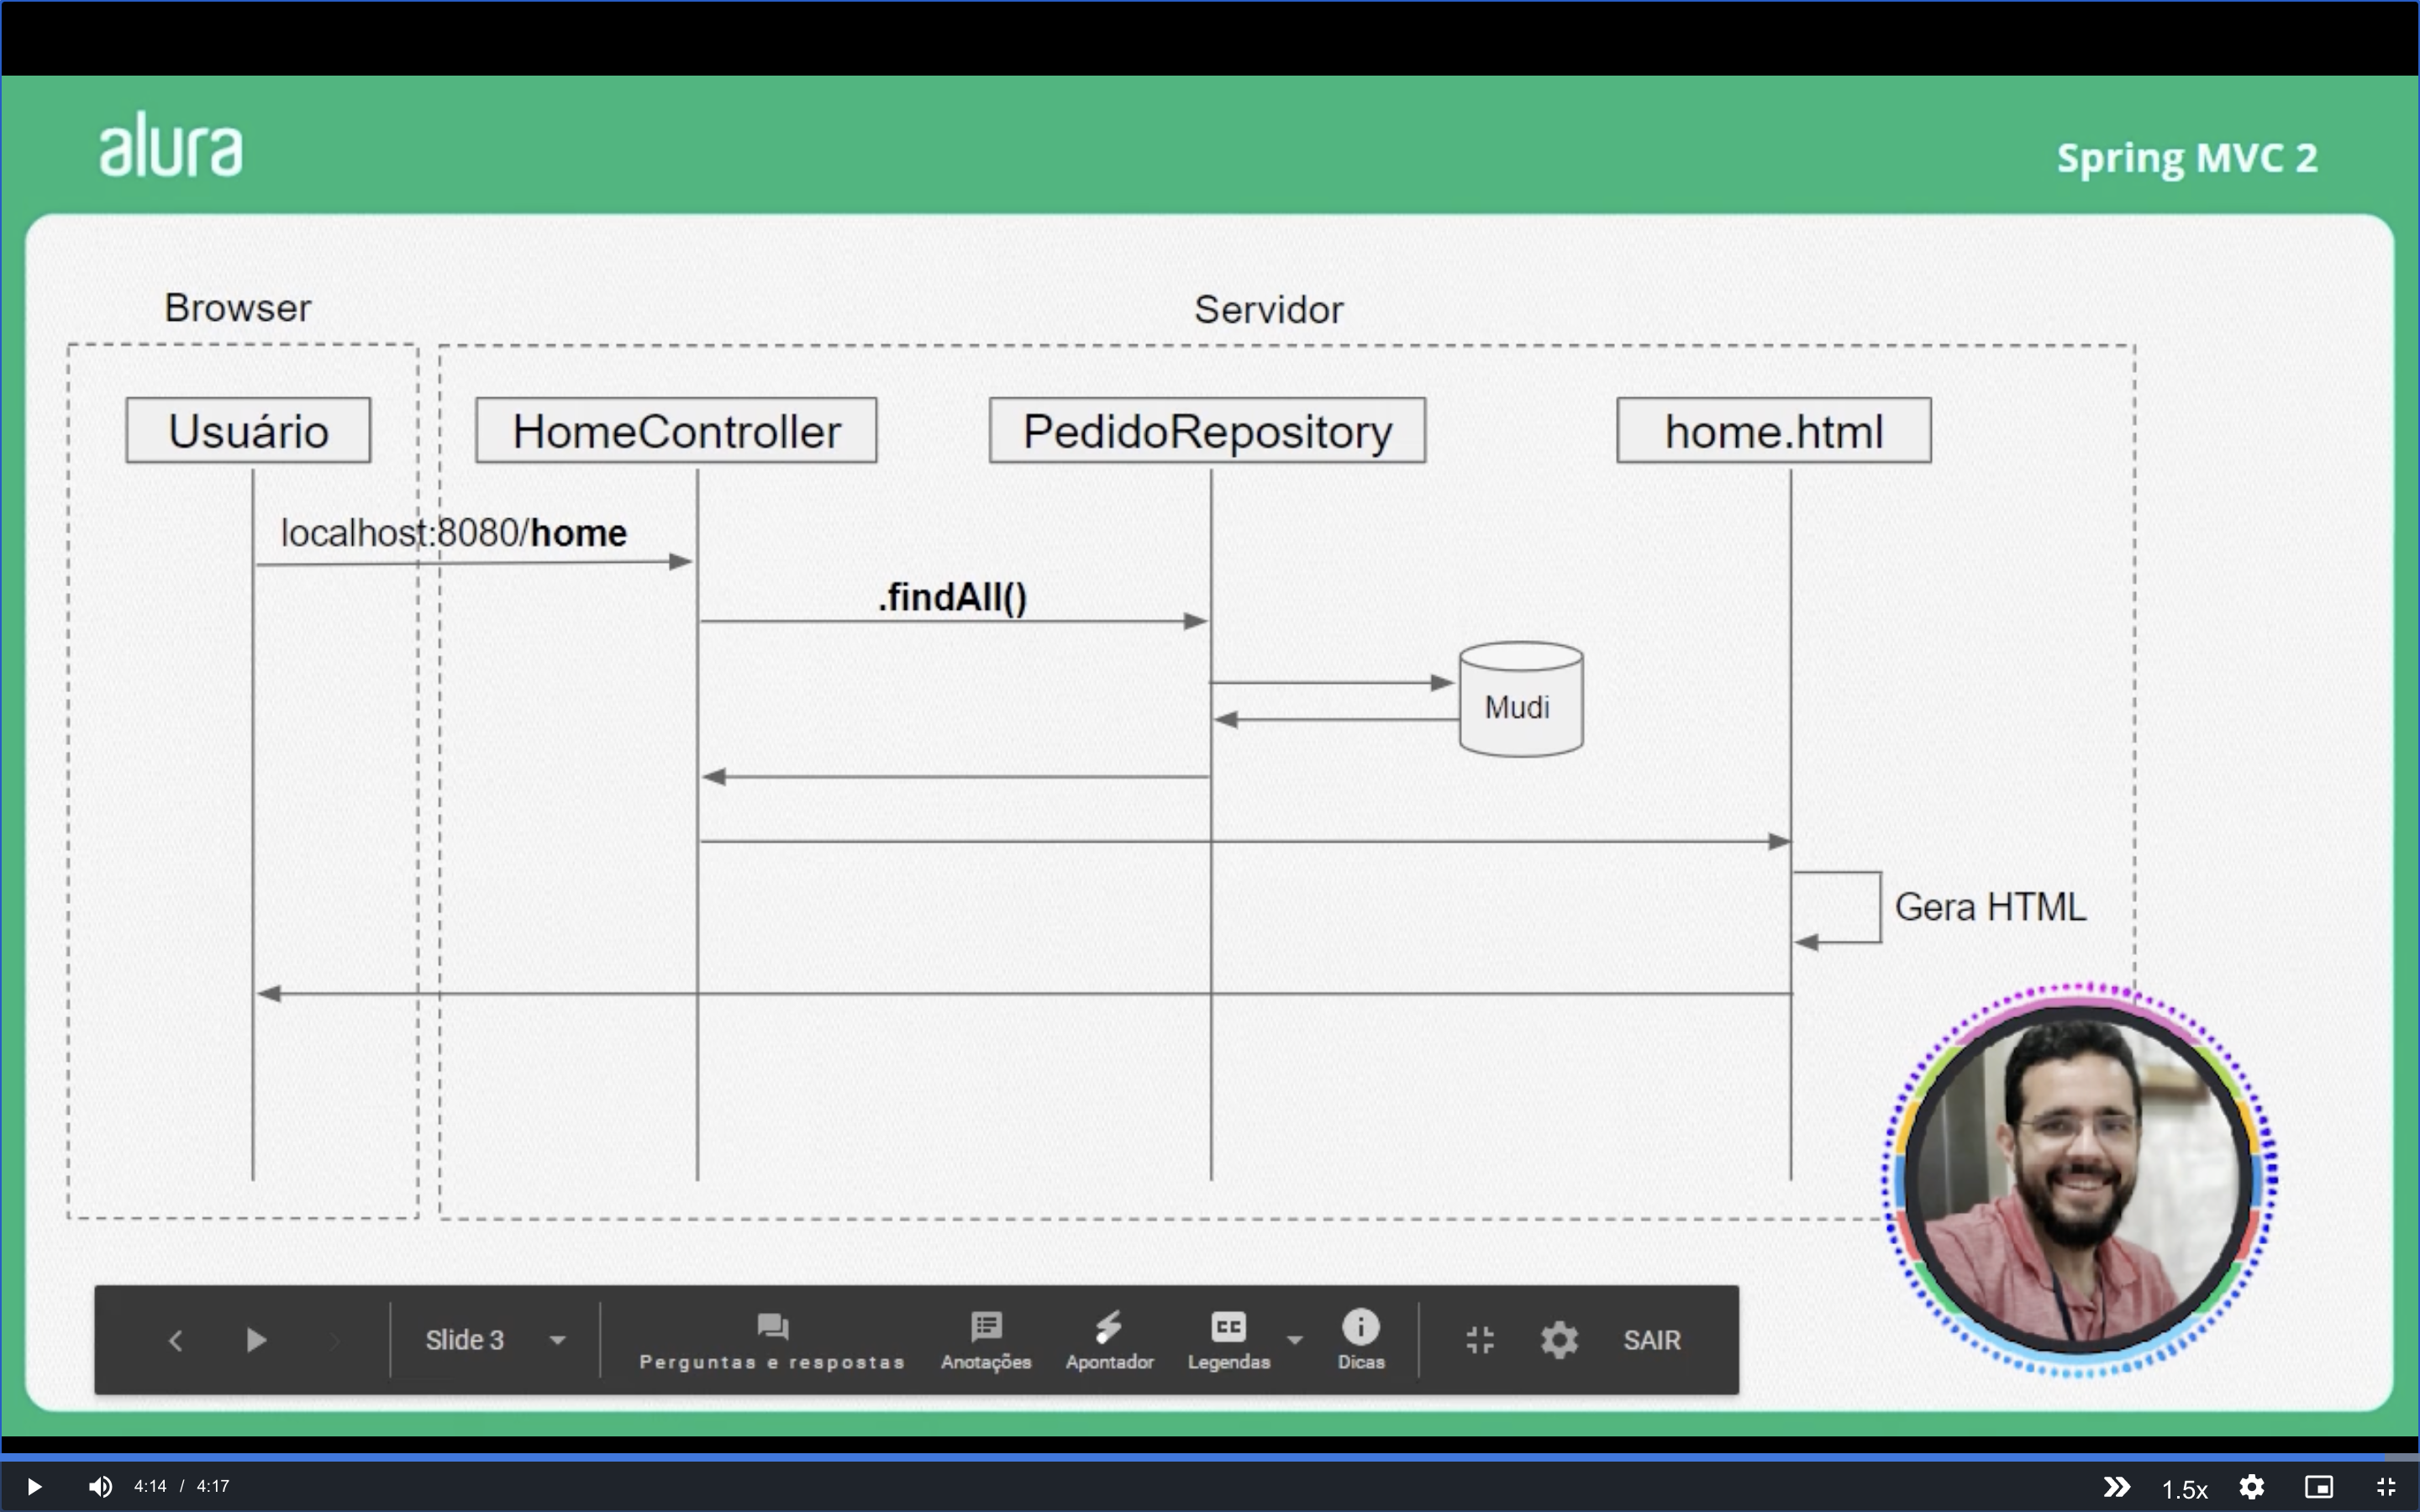 alura
Spring MVC 2
Browser
Servidor
Usuário
HomeController
PedidoRepository
home.html
localhost:8080/home
.findAll()
Mudi
Gera HTML
Slide 3
Perguntas e respostas
Anotações
Apontador
CC
Legendas
Dicas
SAIR
4:14 / 4:17
1.5x